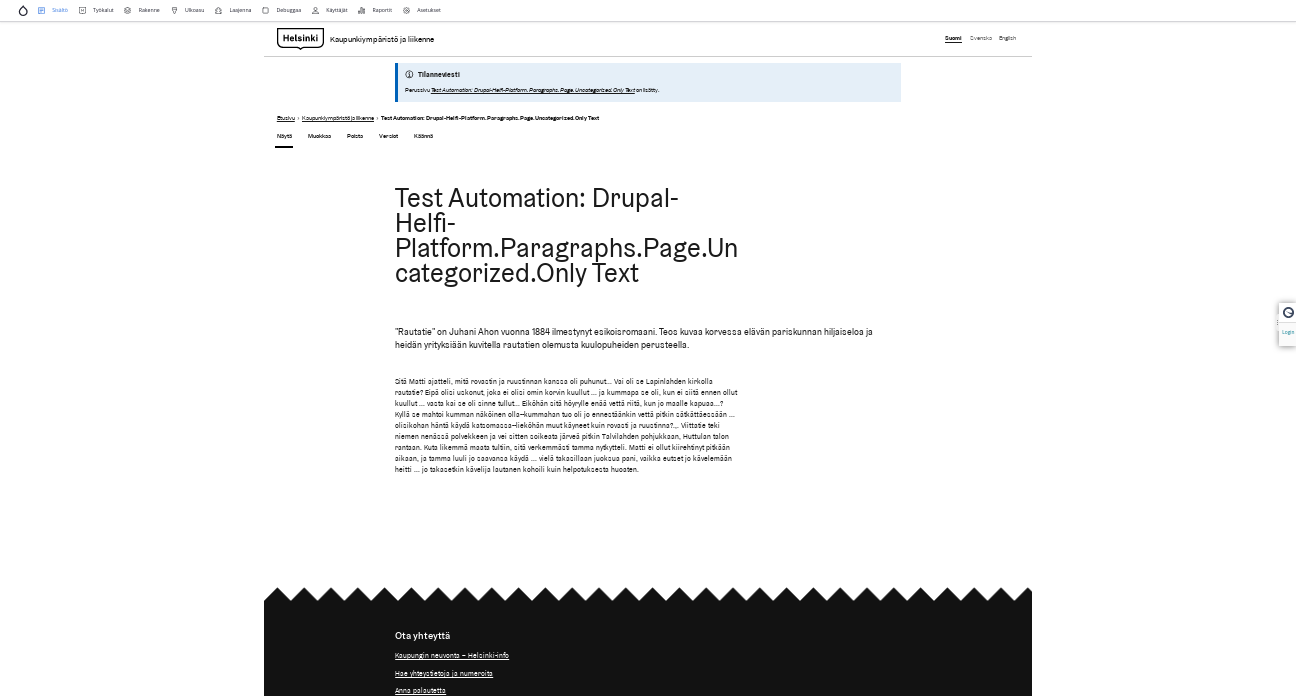 Sisältö Työkalut Rakenne Ulkoasu Laajenna Debuggaa Käyttäjät Raportit Asetukset
Helsinki Kaupunkiympäristö ja liikenne Suomi Svenska English
Tilanneviesti
Perussivu Test Automation: Drupal-Helfi-Platform.Paragraphs.Page.Uncategorized.Only Text on lisätty.
Etusivu › Kaupunkiympäristö ja liikenne › Test Automation: Drupal-Helfi-Platform.Paragraphs.Page.Uncategorized.Only Text
Näytä Muokkaa Poista Versiot Käännä
Test Automation: Drupal-
Helfi-
Platform.Paragraphs.Page.Un
categorized.Only Text
"Rautatie" on Juhani Ahon vuonna 1884 ilmestynyt esikoisromaani. Teos kuvaa korvessa elävän pariskunnan hiljaiseloa ja
heidän yrityksiään kuvitella rautatien olemusta kuulopuheiden perusteella.
Login
Sitä Matti ajatteli, mitä rovastin ja ruustinnan kanssa oli puhunut... Vai oli se Lapinlahden kirkolla
rautatie? Eipä olisi uskonut, joka ei olisi omin korvin kuullut ... ja kummapa se oli, kun ei siitä ennen ollut
kuullut ... vasta kai se oli sinne tullut... Eiköhän sitä höyrylle enää vettä riitä, kun jo maalle kapuaa...?
Kyllä se mahtoi kumman näköinen olla—kummahan tuo oli jo ennestäänkin vettä pitkin sätkättäessään ...
olisikohan häntä käydä katsomassa—lieköhän muut käyneet kuin rovasti ja ruustinna?... Viittatie teki
niemen nenässä polvekkeen ja vei sitten soikeata järveä pitkin Talvilahden pohjukkaan, Huttulan talon
rantaan. Kuta likemmä maata tultiin, sitä verkemmästi tamma nytkytteli. Matti ei ollut kiirehtinyt pitkään
aikaan, ja tamma luuli jo saavansa käydä ... vielä takasillaan juoksua pani, vaikka eutset jo kävelemään
heitti ... jo takasetkin kävelijä lautanen kohoili kuin helpotuksesta huoaten.
Ota yhteyttä
Kaupungin neuvonta – Helsinki-info
Hae yhteystietoja ja numeroita
Anna palautetta